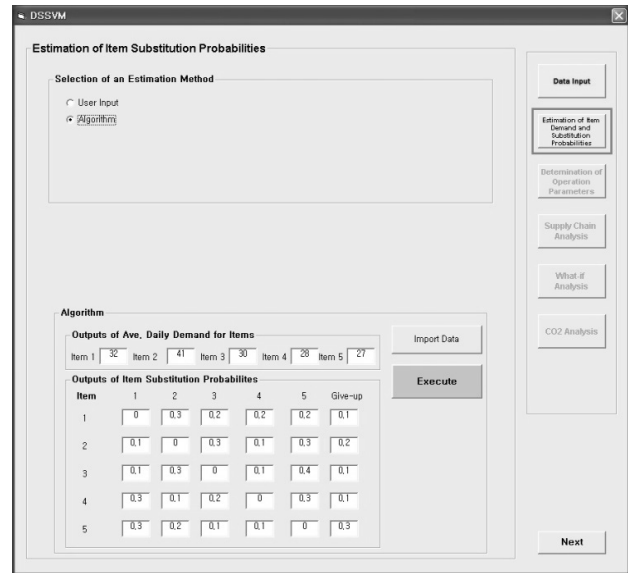 DSSVM
Estimation of Item Substitution Probabilities
Selection of an Estimation Method
User Input
Algorithm
Algorithm
Outputs of Ave, Daily Demand for Items
Item 1 32 Item 2 41 Item 3 30 Item 4 28 Item 5 27
Outputs of Item Substitution Probabilites
Item 1 2 3 4 5 Give-up
1 0 0,3 0,2 0,2 0,2 0,1
2 0,1 0 0,3 0,1 0,3 0,2
3 0,1 0,3 0 0,1 0,4 0,1
4 0,3 0,1 0,2 0 0,3 0,1
5 0,3 0,2 0,1 0,1 0 0,3
Import Data
Execute
Data Input
Estimation of Item
Demand and
Substitution
Probabilities
Detemination of
Operation
Parameters
Supply Chain
Analysis
What-if
Analysis
CO2 Analysis
Next